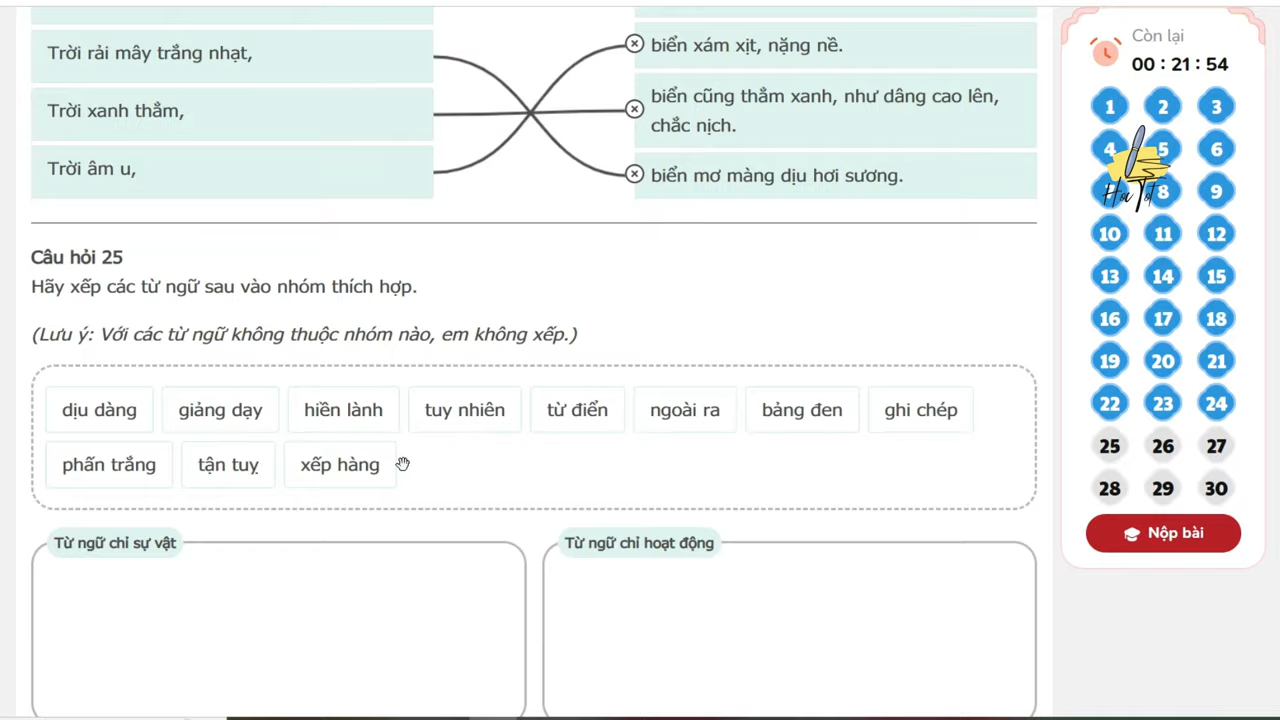 Trời rải mây trắng nhạt,
Trời xanh thẳm,
Trời âm u,
biển xám xịt, nặng nề.
biển cũng thẳm xanh, như dâng cao lên,
chắc nịch.
biển mơ màng dịu hơi sương.
Câu hỏi 25
Hãy xếp các từ ngữ sau vào nhóm thích hợp.
(Lưu ý: Với các từ ngữ không thuộc nhóm nào, em không xếp.)
dịu dàng giảng dạy hiền lành tuy nhiên từ điển ngoài ra bảng đen ghi chép
phấn trắng tận tuỵ xếp hàng
Từ ngữ chỉ sự vật Từ ngữ chỉ hoạt động
Còn lại
00 : 21 : 54
1 2 3
4 5 6
8 9
10 11 12
13 14 15
16 17 18
19 20 21
22 23 24
25 26 27
28 29 30
Nộp bài
Học Tốt